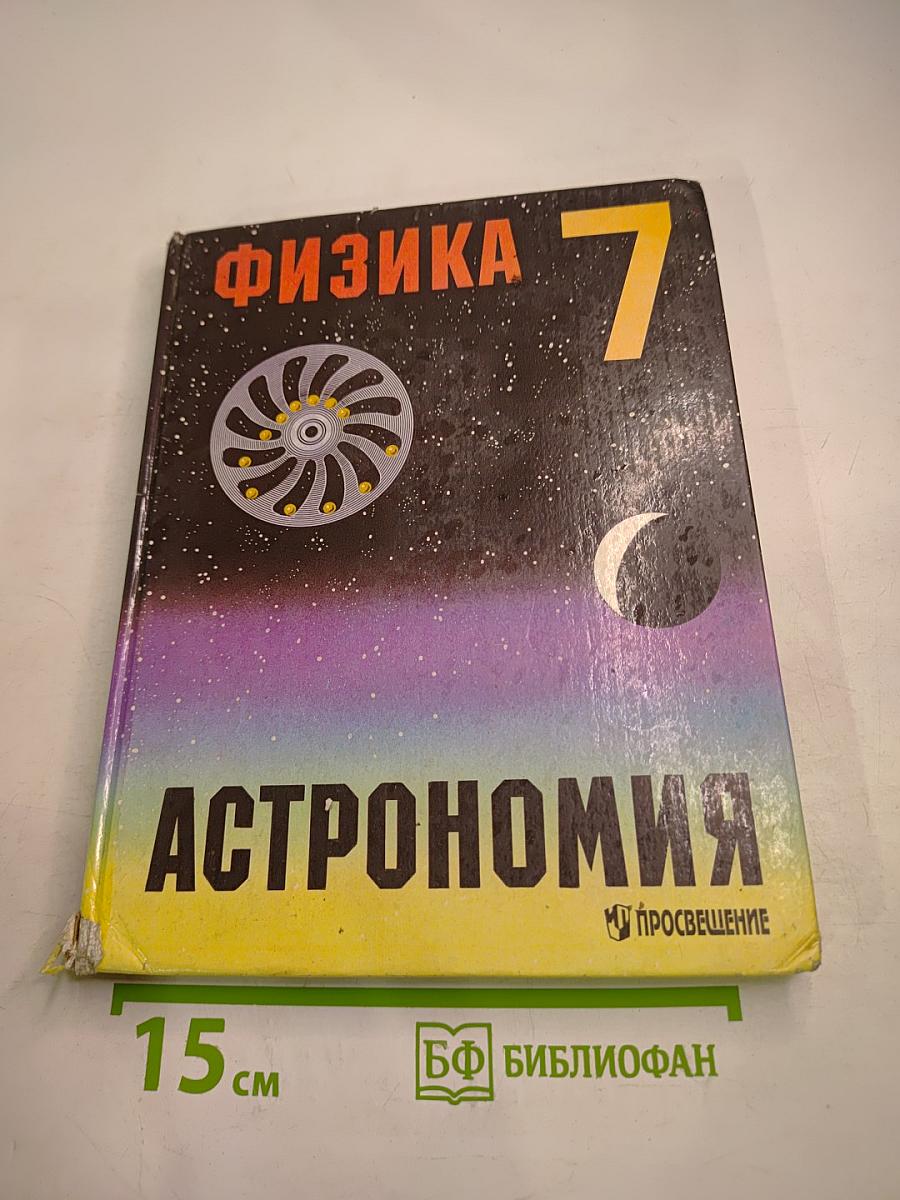 ФИЗИКА 7
АСТРОНОМИЯ
ПРОСВЕЩЕНИЕ
15 см
БФ БИБЛИОФАН